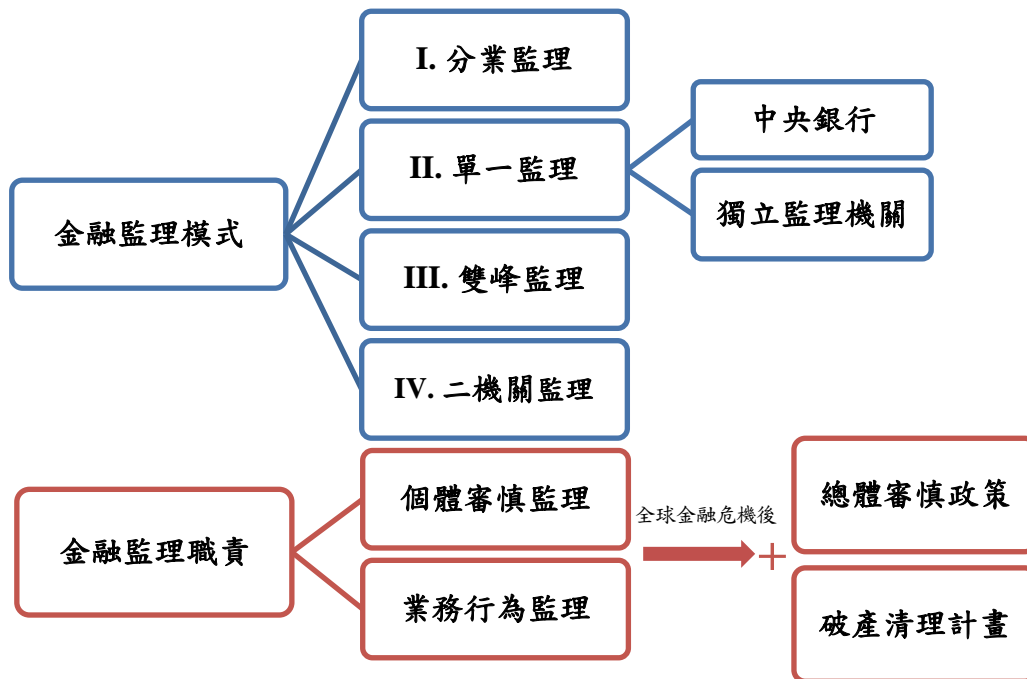 金融監理模式
I. 分業監理
II. 單一監理
中央銀行
獨立監理機關
III. 雙峰監理
IV. 二機關監理
金融監理職責
個體審慎監理
業務行為監理
全球金融危機後
+
總體審慎政策
破產清理計畫